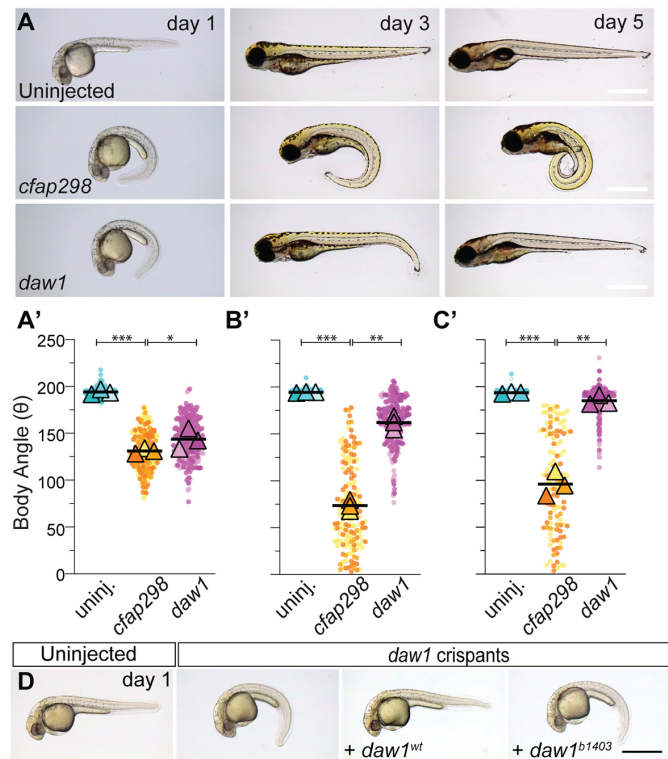 A
day 1
day 3
day 5
Uninjected
cfap298
daw1
A’ B’ C’
*** * *** ** *** **
250
200
150
100
50
0
Body Angle (θ)
uninj. cfap298 daw1 uninj. cfap298 daw1 uninj. cfap298 daw1
Uninjected daw1 crispants
D day 1
+ daw1wt + daw1b1403